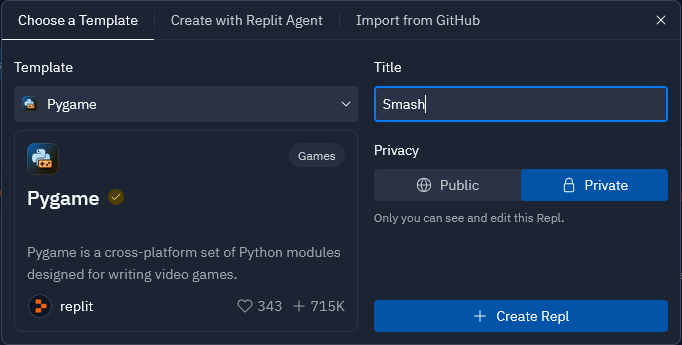 Choose a Template
Create with Replit Agent
Import from GitHub
Template
Title
Pygame
Smash
Games
Pygame
Pygame is a cross-platform set of Python modules
designed for writing video games.
replit
343
715K
Privacy
Public
Private
Only you can see and edit this Repl.
Create Repl